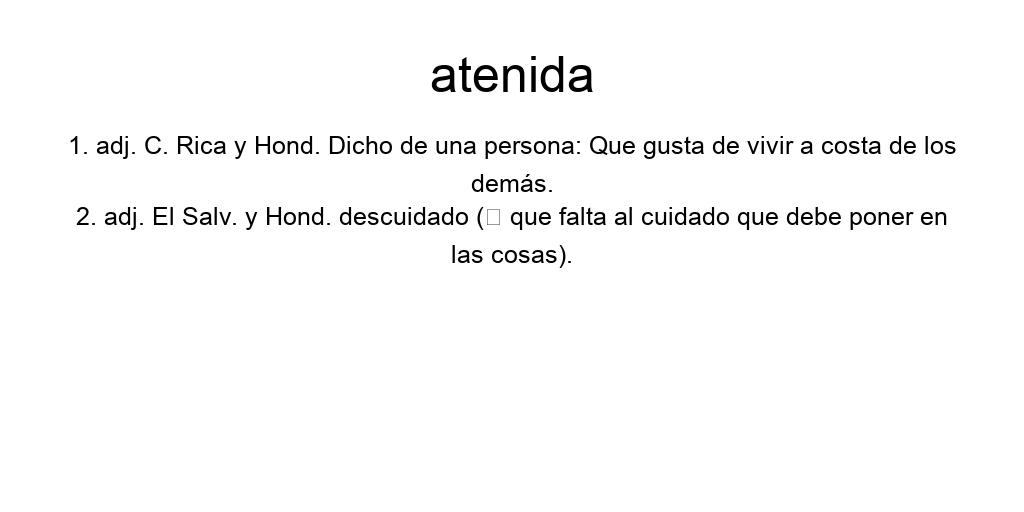 atenida
1. adj. C. Rica y Hond. Dicho de una persona: Que gusta de vivir a costa de los
demás.
2. adj. El Salv. y Hond. descuidado (□ que falta al cuidado que debe poner en
las cosas).